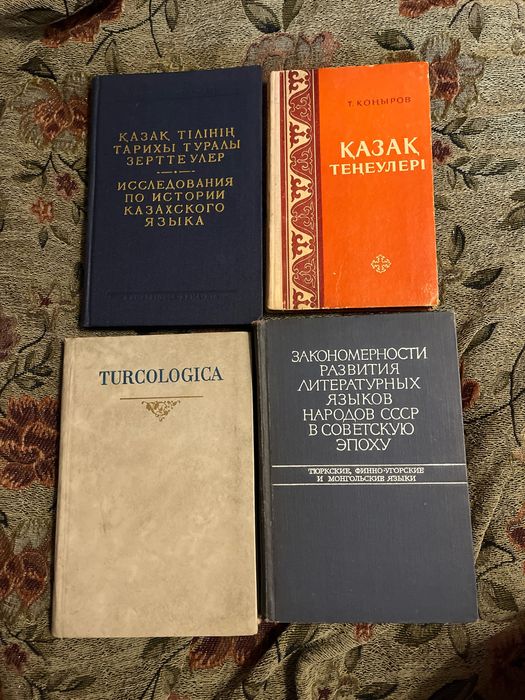 ҚАЗАҚ ТІЛІНІҢ
ТАРИХЫ ТУРАЛЫ
ЗЕРТТЕУЛЕР
ИССЛЕДОВАНИЯ
ПО ИСТОРИИ
КАЗАХСКОГО
ЯЗЫКА
Т. ҚОҢЫРОВ
ҚАЗАҚ
ТЕҢЕУЛЕРІ
TURCOLOGICA
ЗАКОНОМЕРНОСТИ
РАЗВИТИЯ
ЛИТЕРАТУРНЫХ
ЯЗЫКОВ
НАРОДОВ СССР
В СОВЕТСКУЮ
ЭПОХУ
ТЮРКСКИЕ, ФИННО-УГОРСКИЕ
И МОНГОЛЬСКИЕ ЯЗЫКИ